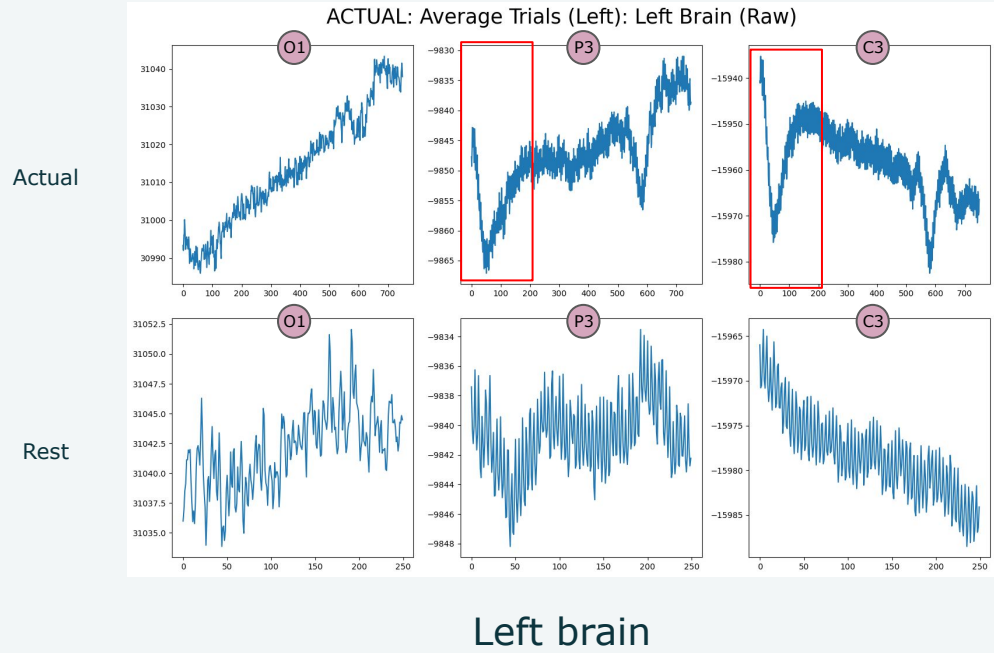 ACTUAL: Average Trials (Left): Left Brain (Raw)
O1
P3
C3
Actual
31040
31030
31020
31010
31000
30990
0 100 200 300 400 500 600 700
−9830
−9835
−9840
−9845
−9850
−9855
−9860
−9865
0 100 200 300 400 500 600 700
−15940
−15950
−15960
−15970
−15980
0 100 200 300 400 500 600 700
O1
P3
C3
Rest
31052.5
31050.0
31047.5
31045.0
31042.5
31040.0
31037.5
31035.0
0 50 100 150 200 250
−9834
−9836
−9838
−9840
−9842
−9844
−9846
−9848
0 50 100 150 200 250
−15965
−15970
−15975
−15980
−15985
0 50 100 150 200 250
Left brain